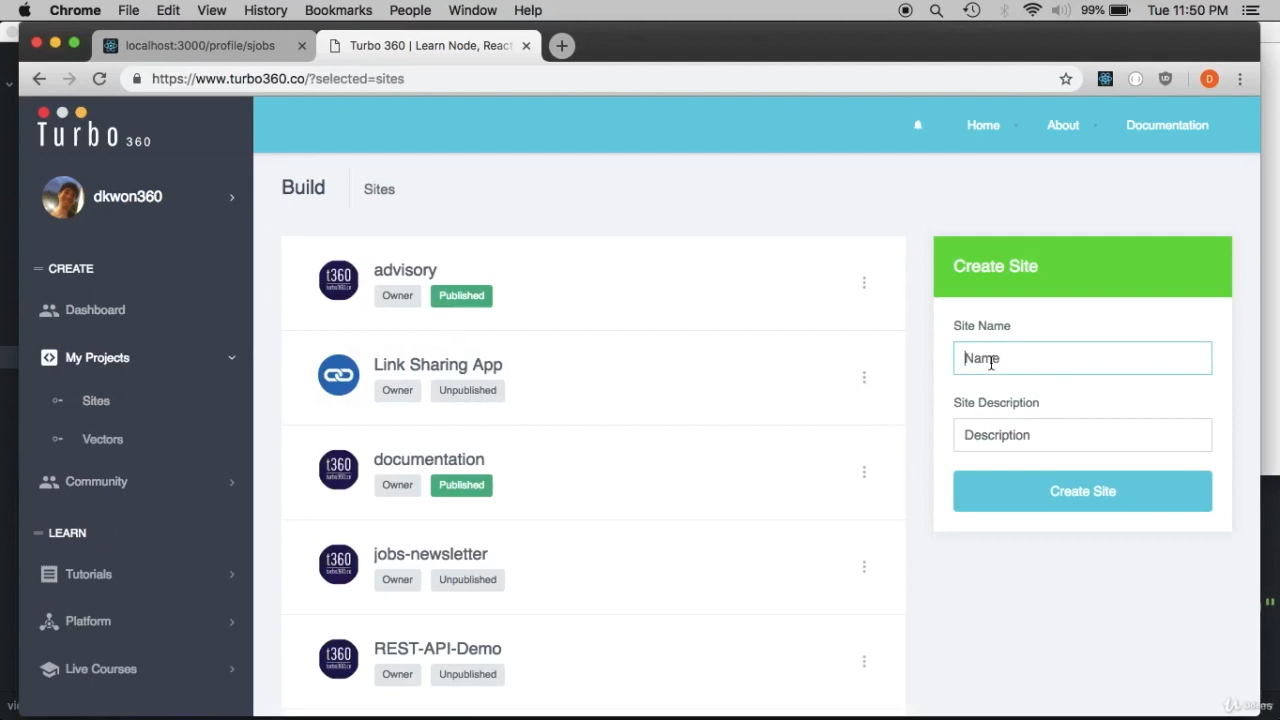 Chrome File Edit View History Bookmarks People Window Help 99% Tue 11:50 PM
localhost:3000/profile/sjobs Turbo 360 | Learn Node, React
https://www.turbo360.co/?selected=sites D
Turbo 360
Home About Documentation
dkwon360
Build Sites
CREATE
Dashboard
My Projects
Sites
Vectors
Community
LEARN
Tutorials
Platform
Live Courses
t360
advisory
Owner Published
Link Sharing App
Owner Unpublished
t360
documentation
Owner Published
t360
jobs-newsletter
Owner Unpublished
t360
REST-API-Demo
Owner Unpublished
Create Site
Site Name
Name
Site Description
Description
Create Site